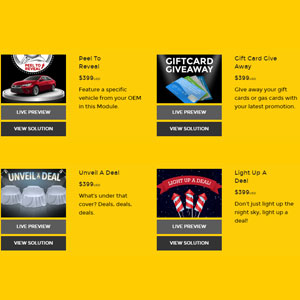 PEEL TO
REVEAL
Peel To
Reveal
$399
Feature a specific
vehicle from your OEM
in this Module.
LIVE PREVIEW
VIEW SOLUTION
GIFTCARD
GIVEAWAY
Gift Card Give
Away
$399
Give away your gift
cards or gas cards with
your latest promotion.
LIVE PREVIEW
VIEW SOLUTION
UNVEIL A DEAL
Unveil A Deal
$399
What's under that
cover? Deals, deals,
deals.
LIVE PREVIEW
VIEW SOLUTION
LIGHT UP A DEAL!
Light Up A
Deal
$399
Don't just light up the
night sky, light up a
deal!
LIVE PREVIEW
VIEW SOLUTION